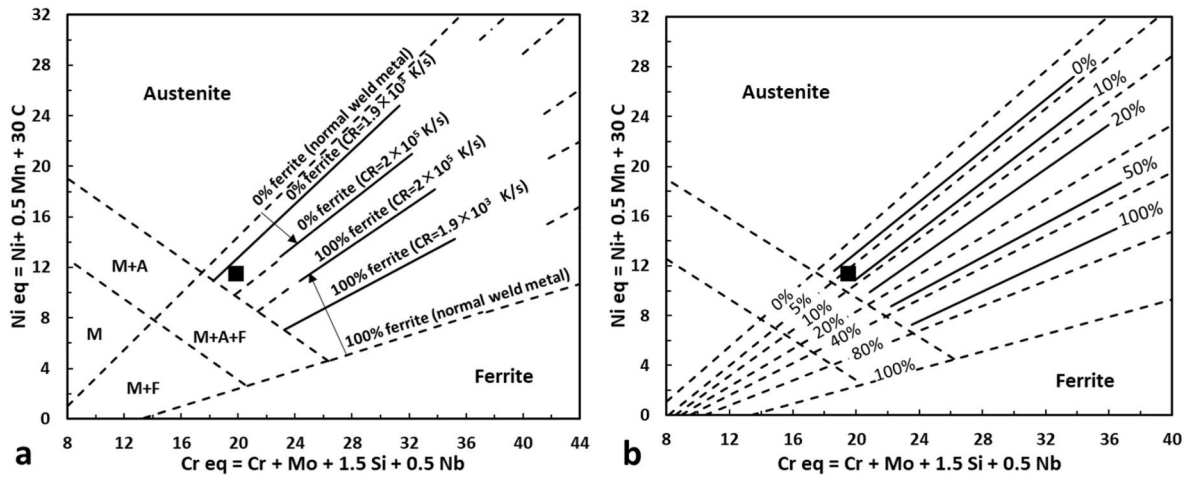 32
28
24
20
16
12
8
4
0
Ni eq = Ni+ 0.5 Mn + 30 C
Austenite
0% ferrite (normal weld metal)
0% ferrite (CR=1.9×10³ K/s)
0% ferrite (CR=2×10⁵ K/s)
100% ferrite (CR=2×10⁵ K/s)
100% ferrite (CR=1.9×10³ K/s)
100% ferrite (normal weld metal)
M+A
M
M+A+F
M+F
Ferrite
8 12 16 20 24 28 32 36 40 44
a
Cr eq = Cr + Mo + 1.5 Si + 0.5 Nb
32
28
24
20
16
12
8
4
0
Ni eq = Ni+ 0.5 Mn + 30 C
Austenite
0%
10%
20%
50%
100%
0%
5%
10%
20%
40%
80%
100%
Ferrite
8 12 16 20 24 28 32 36 40
b
Cr eq = Cr + Mo + 1.5 Si + 0.5 Nb